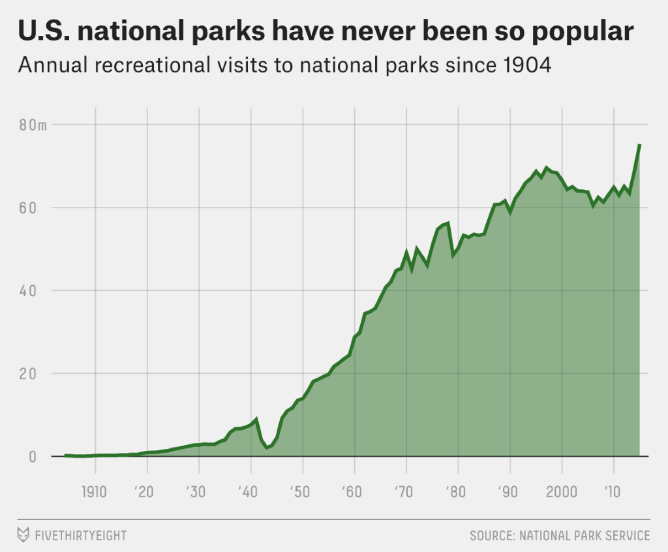 U.S. national parks have never been so popular
Annual recreational visits to national parks since 1904
80m
60
40
20
0
1910 ‘20 ‘30 ‘40 ‘50 ‘60 ‘70 ‘80 ‘90 2000 ‘10
FIVETHIRTYEIGHT SOURCE: NATIONAL PARK SERVICE